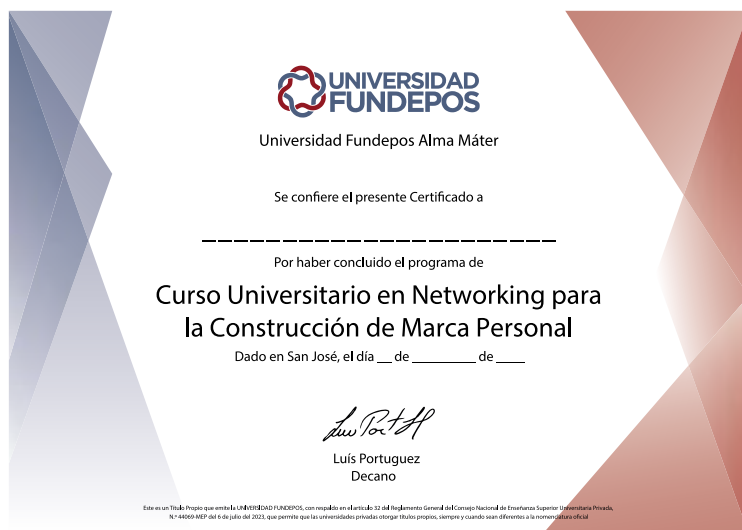 UNIVERSIDAD
FUNDEPOS
Universidad Fundepos Alma Máter
Se confiere el presente Certificado a
Por haber concluido el programa de
Curso Universitario en Networking para
la Construcción de Marca Personal
Dado en San José, el día __ de ________ de ____
Luís Portuguez
Decano
Este es un Título Propio que emite la UNIVERSIDAD FUNDEPOS, con respaldo en el artículo 32 del Reglamento General del Consejo Nacional de Enseñanza Superior Universitaria Privada,
N.º 44069-MEP del 6 de julio del 2023, que permite que las universidades privadas otorgar títulos propios, siempre y cuando sean diferentes a la nomenclatura oficial